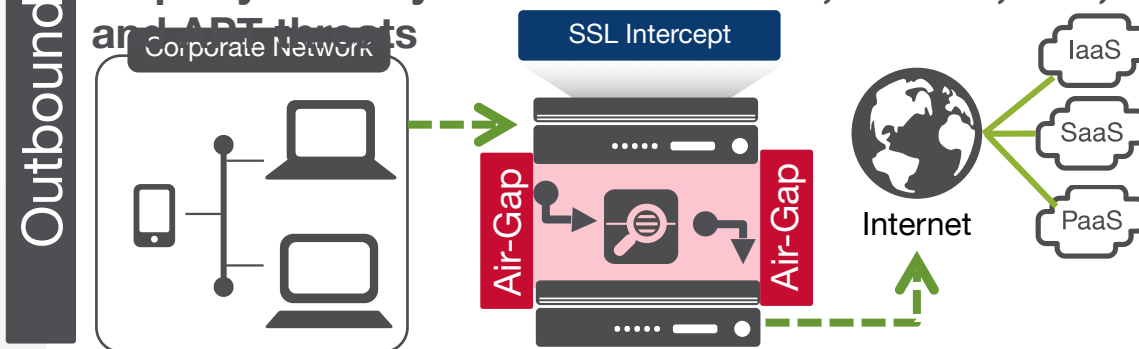 Outbound
and APT threats
Corporate Network
SSL Intercept
Air-Gap
Air-Gap
Internet
IaaS
SaaS
PaaS